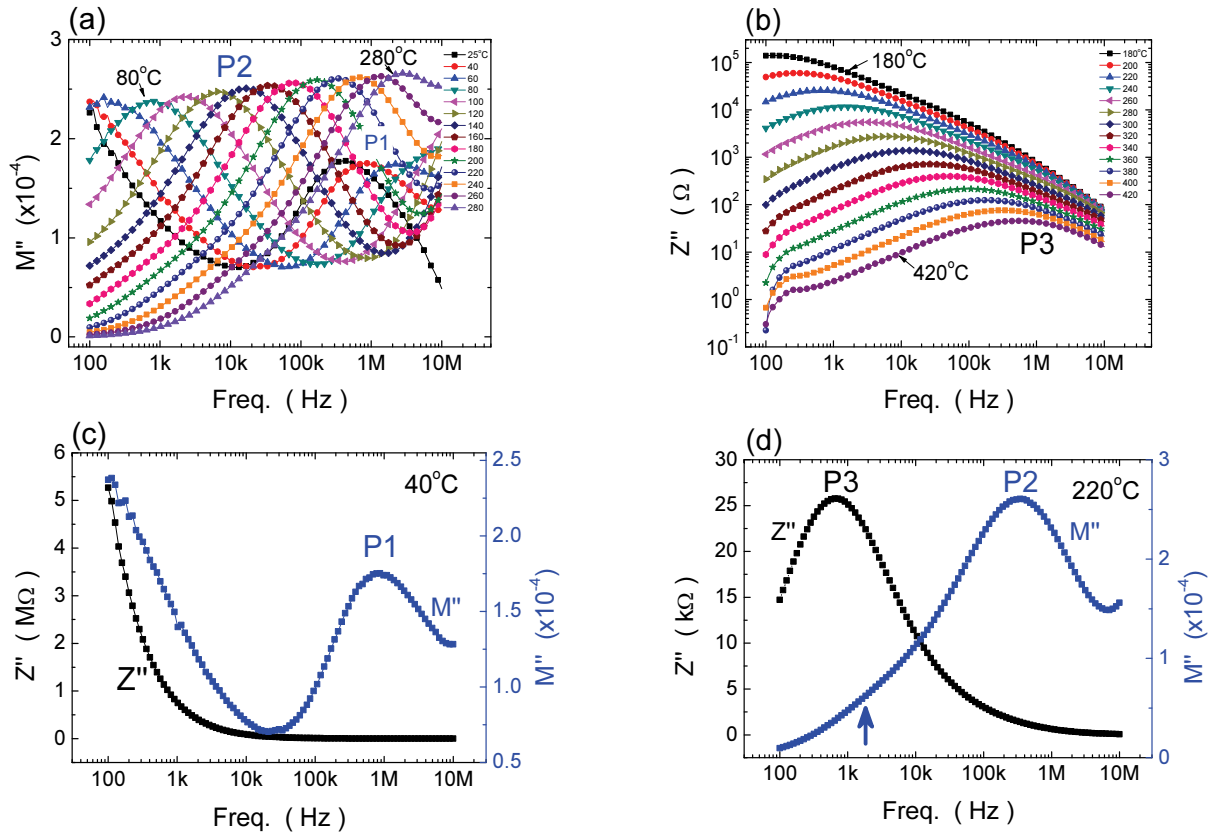 (a)
3
2
1
0
M'' (x10⁻⁴)
80°C
P2
280°C
P1
25°C
40
60
80
100
120
140
160
180
200
220
240
260
280
100 1k 10k 100k 1M 10M
Freq. ( Hz )
(b)
10⁵
10⁴
10³
10²
10¹
10⁰
10⁻¹
Z'' ( Ω )
180°C
P3
420°C
180°C
200
220
240
260
280
300
320
340
360
380
400
420
100 1k 10k 100k 1M 10M
Freq. ( Hz )
(c)
6
5
4
3
2
1
0
Z'' ( MΩ )
40°C
P1
Z''
M''
2.5
2.0
1.5
1.0
0.5
M'' (x10⁻⁴)
100 1k 10k 100k 1M 10M
Freq. ( Hz )
(d)
30
25
20
15
10
5
0
Z'' ( kΩ )
P3
P2
220°C
Z''
M''
3
2
1
0
M'' (x10⁻⁴)
100 1k 10k 100k 1M 10M
Freq. ( Hz )